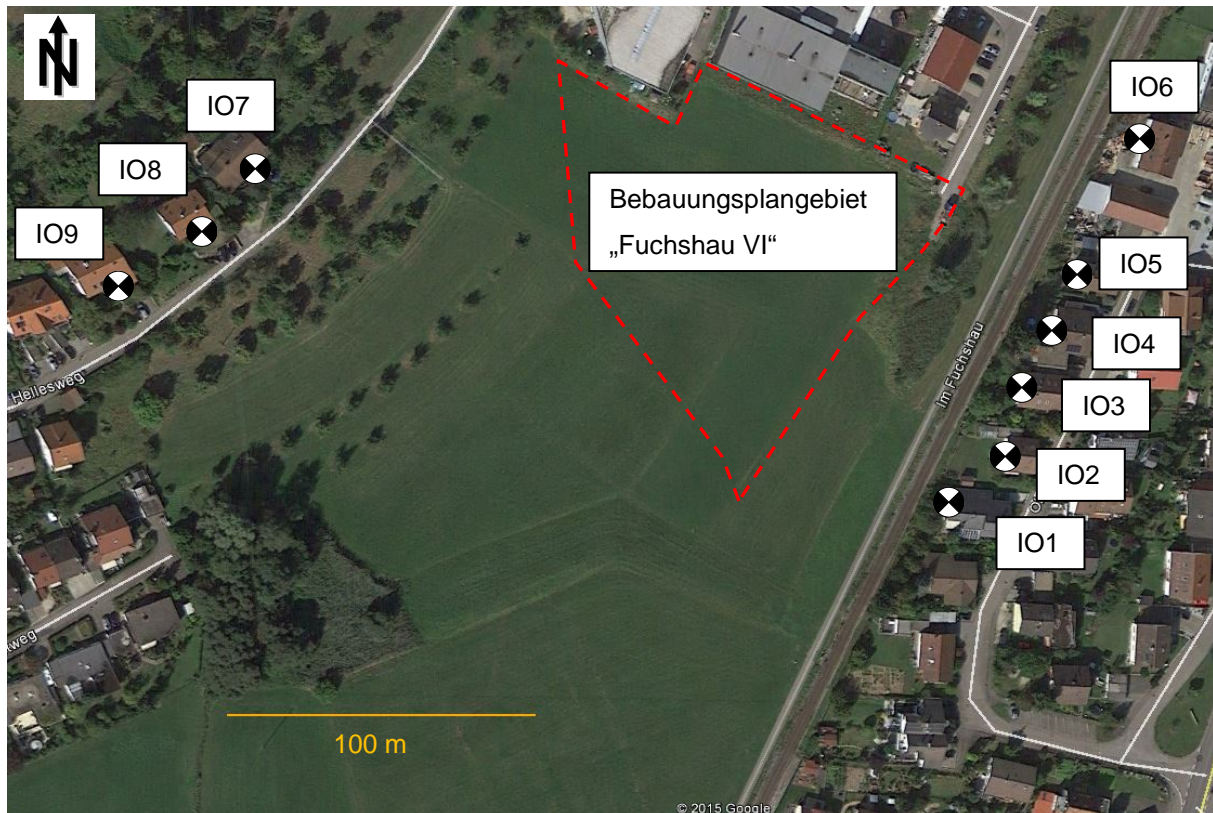 N
IO7
IO6
IO8
Bebauungsplangebiet
„Fuchshau VI“
IO9
IO5
IO4
Im Fuchshau
Hellesweg
IO3
IO2
IO1
100 m
© 2015 Google